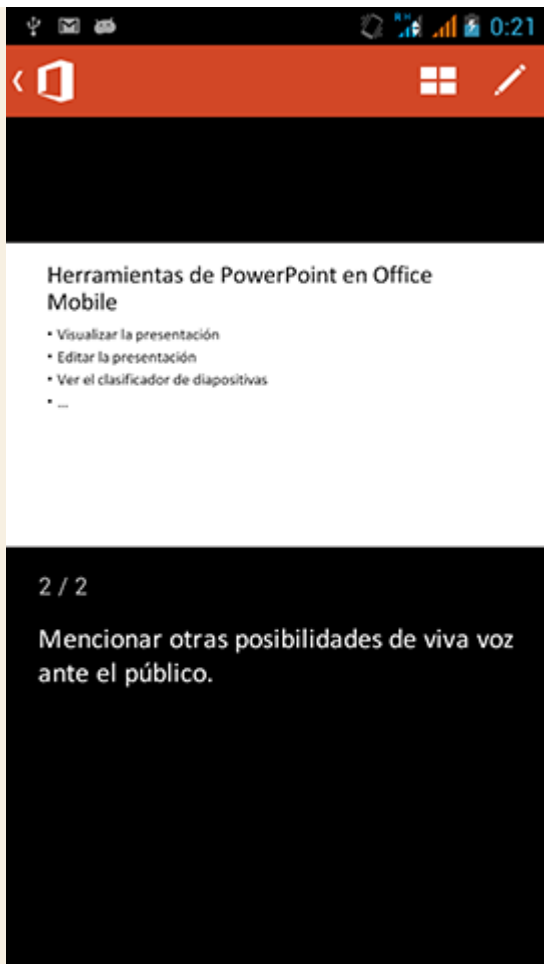 0:21
Herramientas de PowerPoint en Office
Mobile
• Visualizar la presentación
• Editar la presentación
• Ver el clasificador de diapositivas
• ...
2 / 2
Mencionar otras posibilidades de viva voz
ante el público.